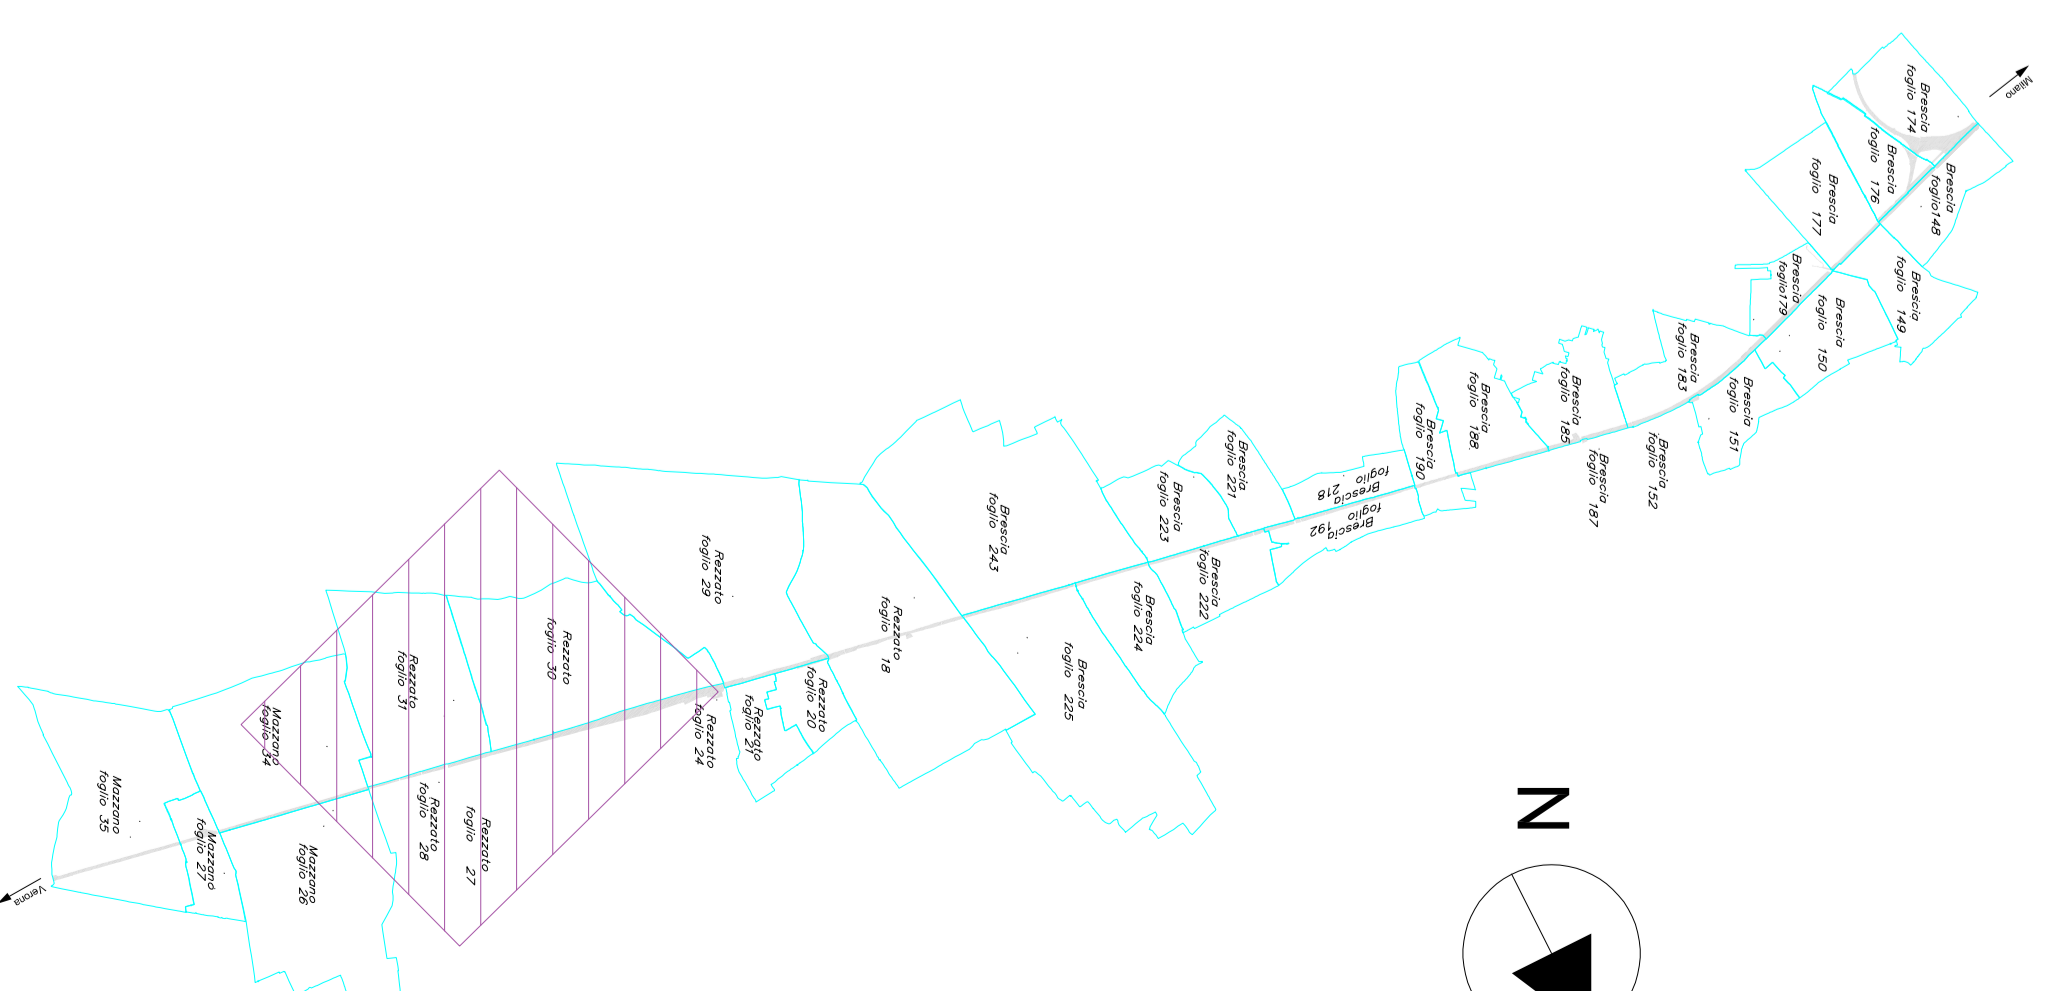 Milano
Brescia
foglio 174
Brescia
foglio 176
Brescia
foglio148
Brescia
foglio 177
Brescia
foglio179
Brescia
foglio 149
Brescia
foglio 150
Brescia
foglio 183
Brescia
foglio 151
Brescia
foglio 185
Brescia
foglio 152
Brescia
foglio 187
Brescia
foglio 188
Brescia
foglio 190
Brescia
foglio 218
Brescia
foglio 192
Brescia
foglio 221
Brescia
foglio 223
Brescia
foglio 222
Brescia
foglio 243
Brescia
foglio 224
Brescia
foglio 225
Rezzato
foglio 18
Rezzato
foglio 29
Rezzato
foglio 20
Rezzato
foglio 21
Rezzato
foglio 24
Rezzato
foglio 30
Rezzato
foglio 31
Rezzato
foglio 27
Rezzato
foglio 28
Mazzano
foglio 34
Mazzano
foglio 26
Mazzano
foglio 27
Mazzano
foglio 35
Verona
N